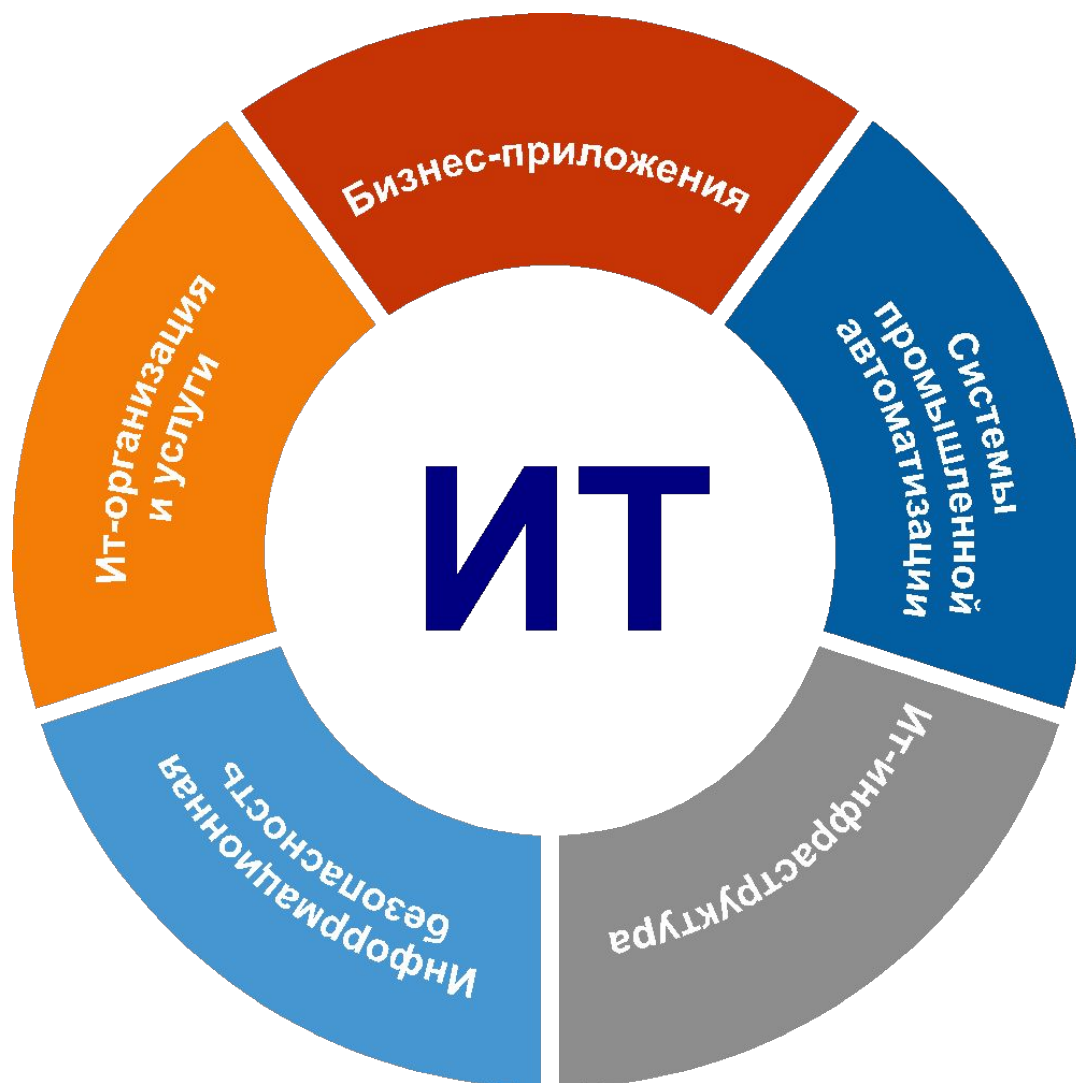 Бизнес-приложения
Системы
промышленной
автоматизации
Ит-инфраструктура
Информационная
безопасность
Ит-организация
и услуги
ИТ